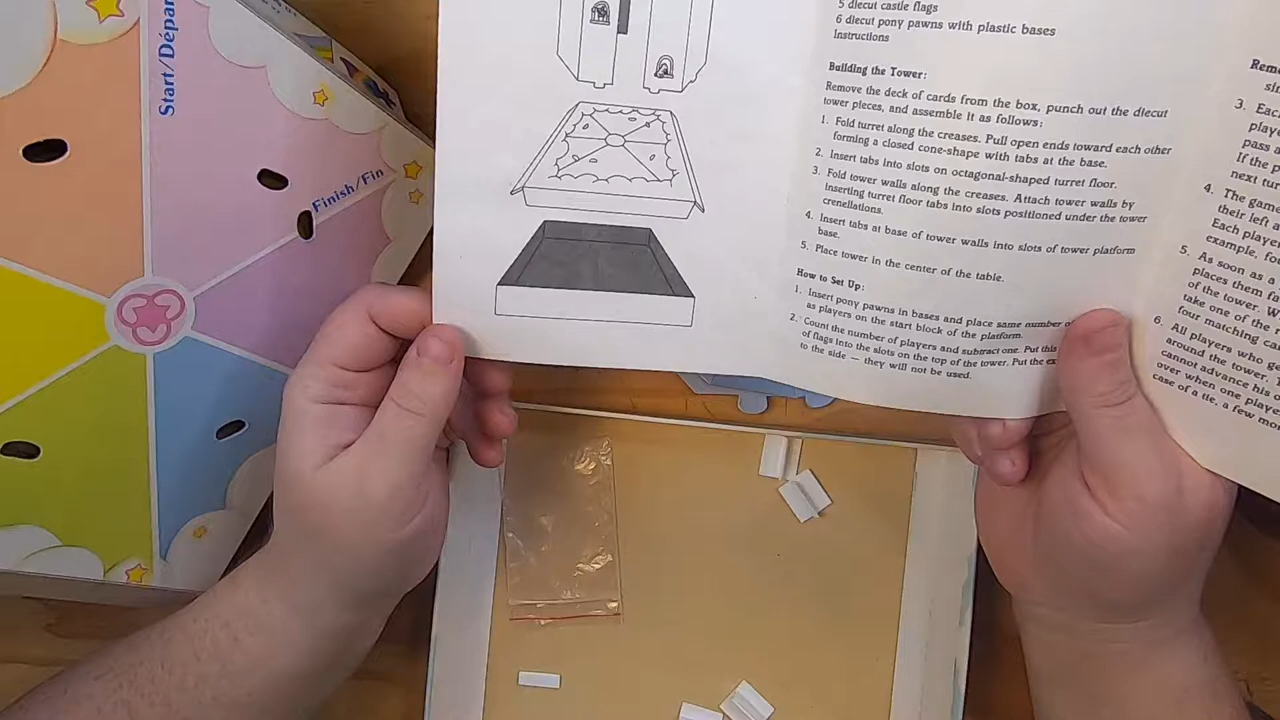 Start/Départ
Finish/Fin
5 diecut castle flags
6 diecut pony pawns with plastic bases
Instructions
Building the Tower:
Remove the deck of cards from the box, punch out the diecut
tower pieces, and assemble it as follows:
1. Fold turret along the creases. Pull open ends toward each other
forming a closed cone-shape with tabs at the base.
2. Insert tabs into slots on octagonal-shaped turret floor.
3. Fold tower walls along the creases. Attach tower walls by
inserting turret floor tabs into slots positioned under the tower
crenellations.
4. Insert tabs at base of tower walls into slots of tower platform
base.
5. Place tower in the center of the table.
How to Set Up:
1. Insert pony pawns in bases and place same number
as players on the start block of the platform.
2. Count the number of players and subtract one. Put this
of flags into the slots on the top of the tower. Put the
to the side — they will not be used.
3. Each
play
pass a
If the p
next tur
4. The game
their left a
Each playe
example, fou
5. As soon as a
places them fa
of the tower. W
take one of the
four matching ca
6. All players who ge
around the tower.
cannot advance his o
over when one playe
case of a tie, a few mo